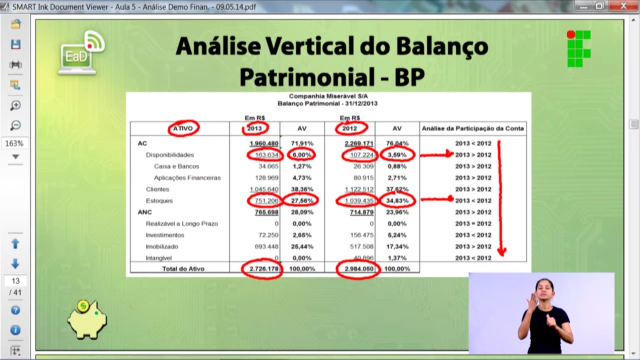 SMART Ink Document Viewer - Aula 5 - Análise Demo Finan. - 09.05.14.pdf
EaD
Análise Vertical do Balanço
Patrimonial - BP
Companhia Miserável S/A
Balanço Patrimonial - 31/12/2013
Em R$ Em R$
ATIVO 2013 AV 2012 AV Análise da Participação da Conta
AC 1.960.480 71,91% 2.269.171 76,04% 2013 < 2012
Disponibilidades 163.634 6,00% 107.224 3,59% 2013 > 2012
Caixa e Bancos 34.665 1,27% 26.309 0,88% 2013 > 2012
Aplicações Financeiras 128.969 4,73% 80.915 2,71% 2013 > 2012
Clientes 1.045.640 38,36% 1.122.512 37,62% 2013 > 2012
Estoques 751.206 27,56% 1.039.435 34,83% 2013 < 2012
ANC 765.698 28,09% 714.879 23,96% 2013 > 2012
Realizável a Longo Prazo 0 0,00% 0 0,00%
Investimentos 72.250 2,65% 156.475 5,24% 2013 < 2012
Imobilizado 693.448 25,44% 517.508 17,34% 2013 > 2012
Intangível 0 0,00% 40.896 1,37% 2013 < 2012
Total do Ativo 2.726.178 100,00% 2.984.050 100,00%
163%
13
/ 41